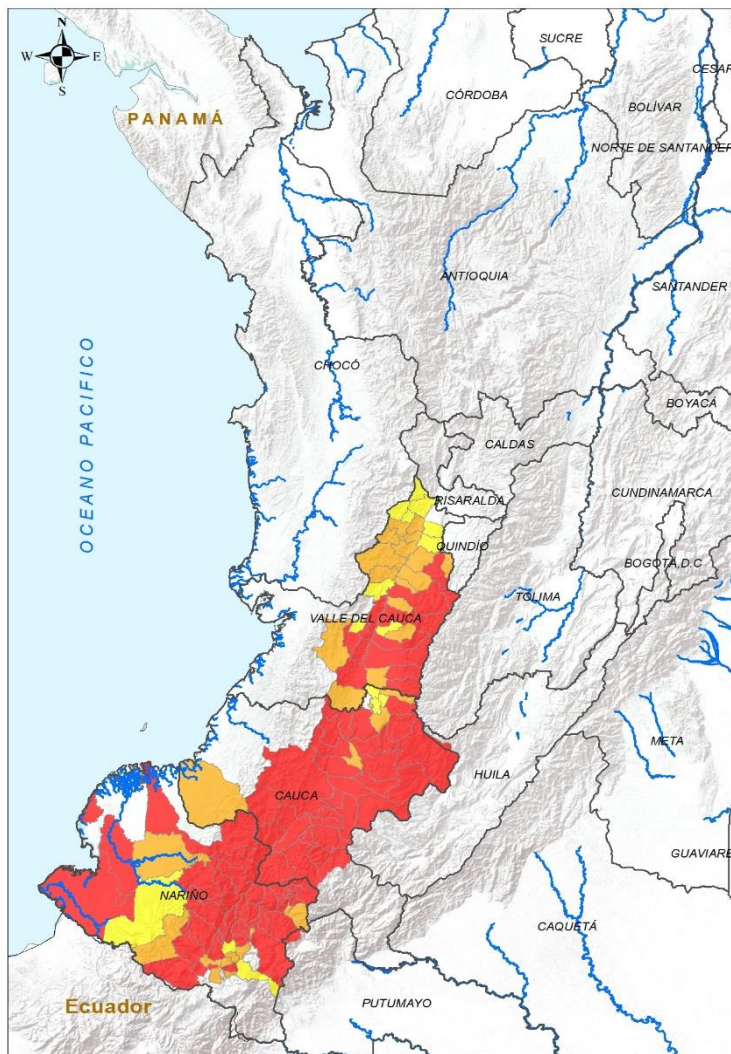 N
W E
S
PANAMÁ
SUCRE
CESAR
CÓRDOBA
BOLÍVAR
NORTE DE SANTANDER
ANTIOQUIA
SANTANDER
OCEANO PACIFICO
CHOCÓ
BOYACÁ
CALDAS
CUNDINAMARCA
RISARALDA
QUINDÍO
BOGOTÁ,D.C
TOLIMA
VALLE DEL CAUCA
META
HUILA
CAUCA
GUAVIARE
NARIÑO
CAQUETÁ
Ecuador
PUTUMAYO